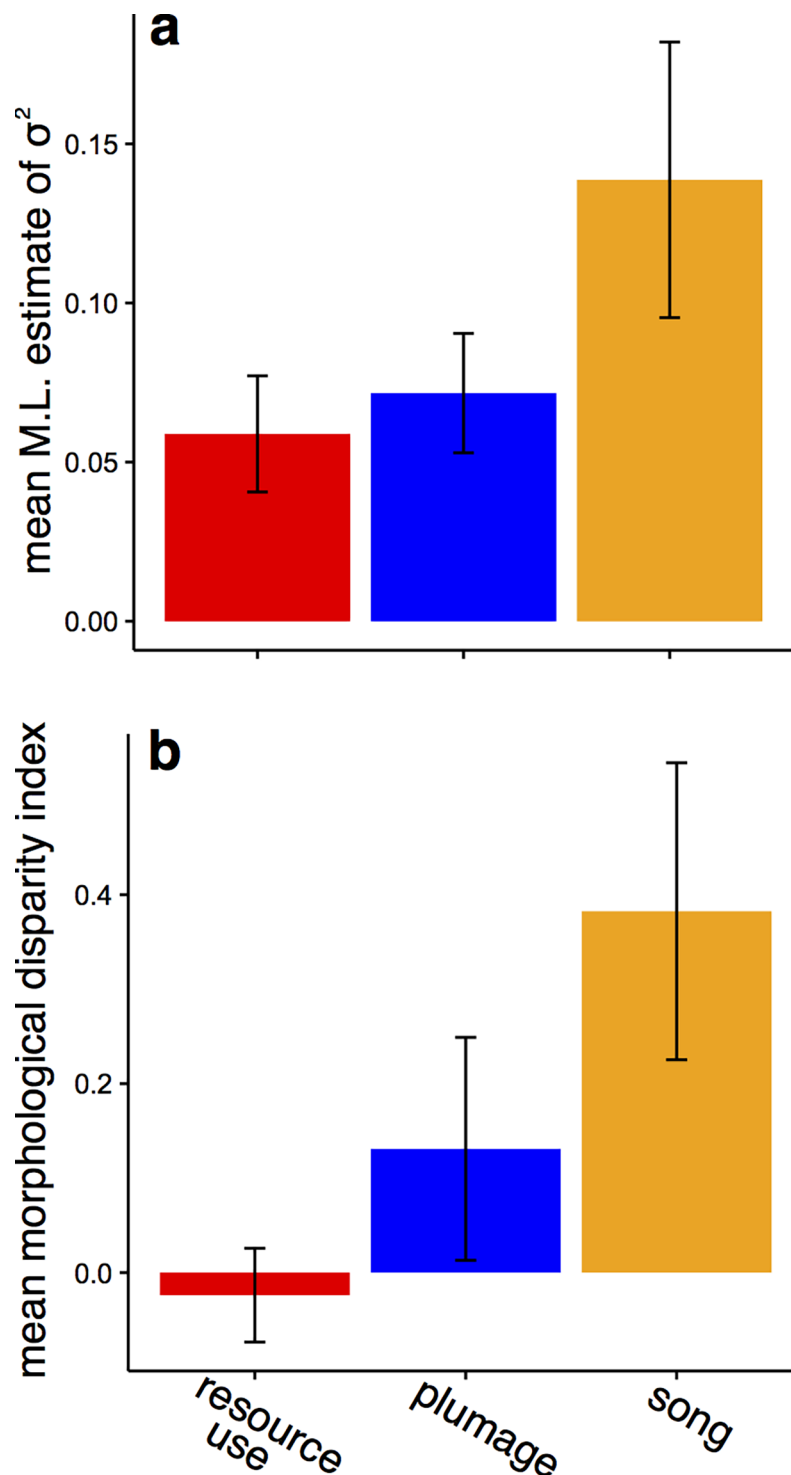 a
mean M.L. estimate of σ²
0.15
0.10
0.05
0.00
b
mean morphological disparity index
0.4
0.2
0.0
resource
use
plumage
song